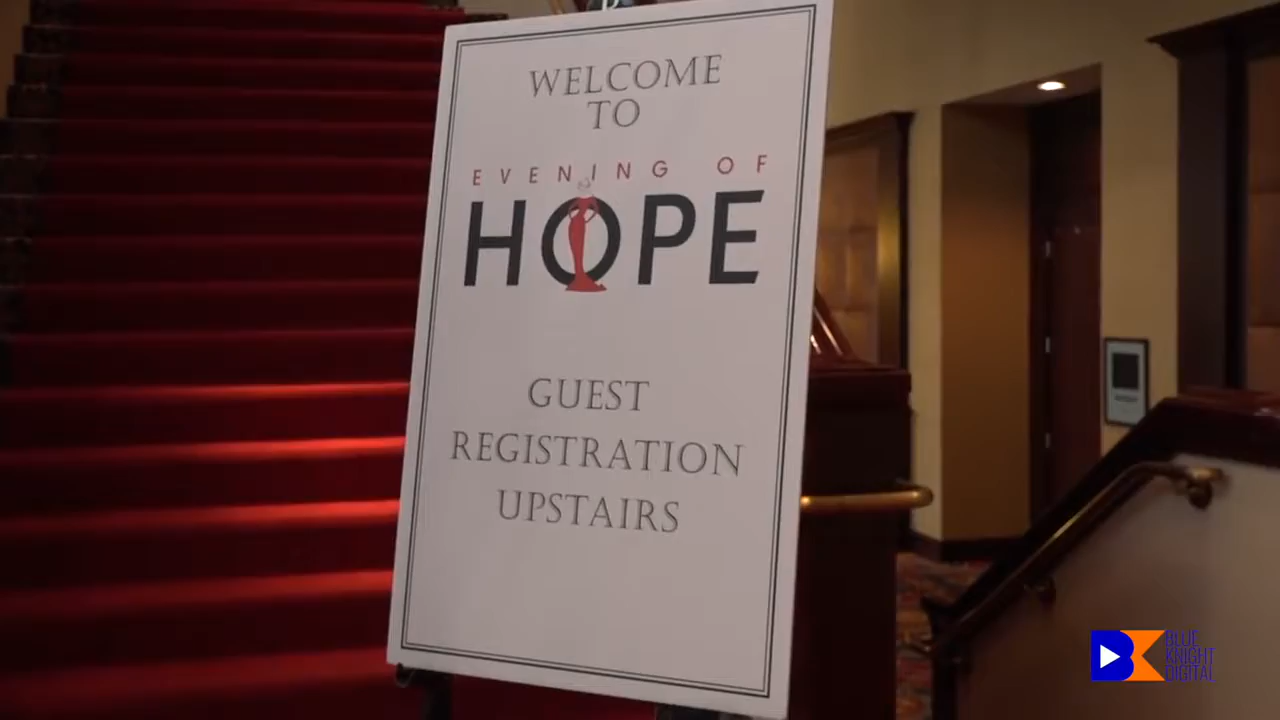 WELCOME
TO
EVENING OF
HOPE
GUEST
REGISTRATION
UPSTAIRS
BLUE
KNIGHT
DIGITAL